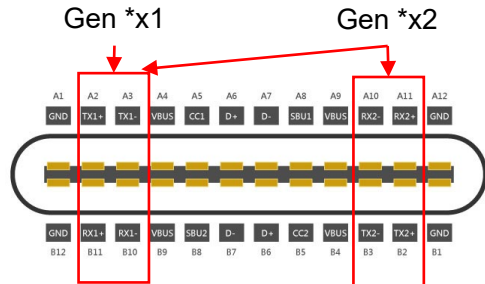 Gen *x1 Gen *x2
A1 A2 A3 A4 A5 A6 A7 A8 A9 A10 A11 A12
GND TX1+ TX1- VBUS CC1 D+ D- SBU1 VBUS RX2- RX2+ GND
GND RX1+ RX1- VBUS SBU2 D- D+ CC2 VBUS TX2- TX2+ GND
B12 B11 B10 B9 B8 B7 B6 B5 B4 B3 B2 B1